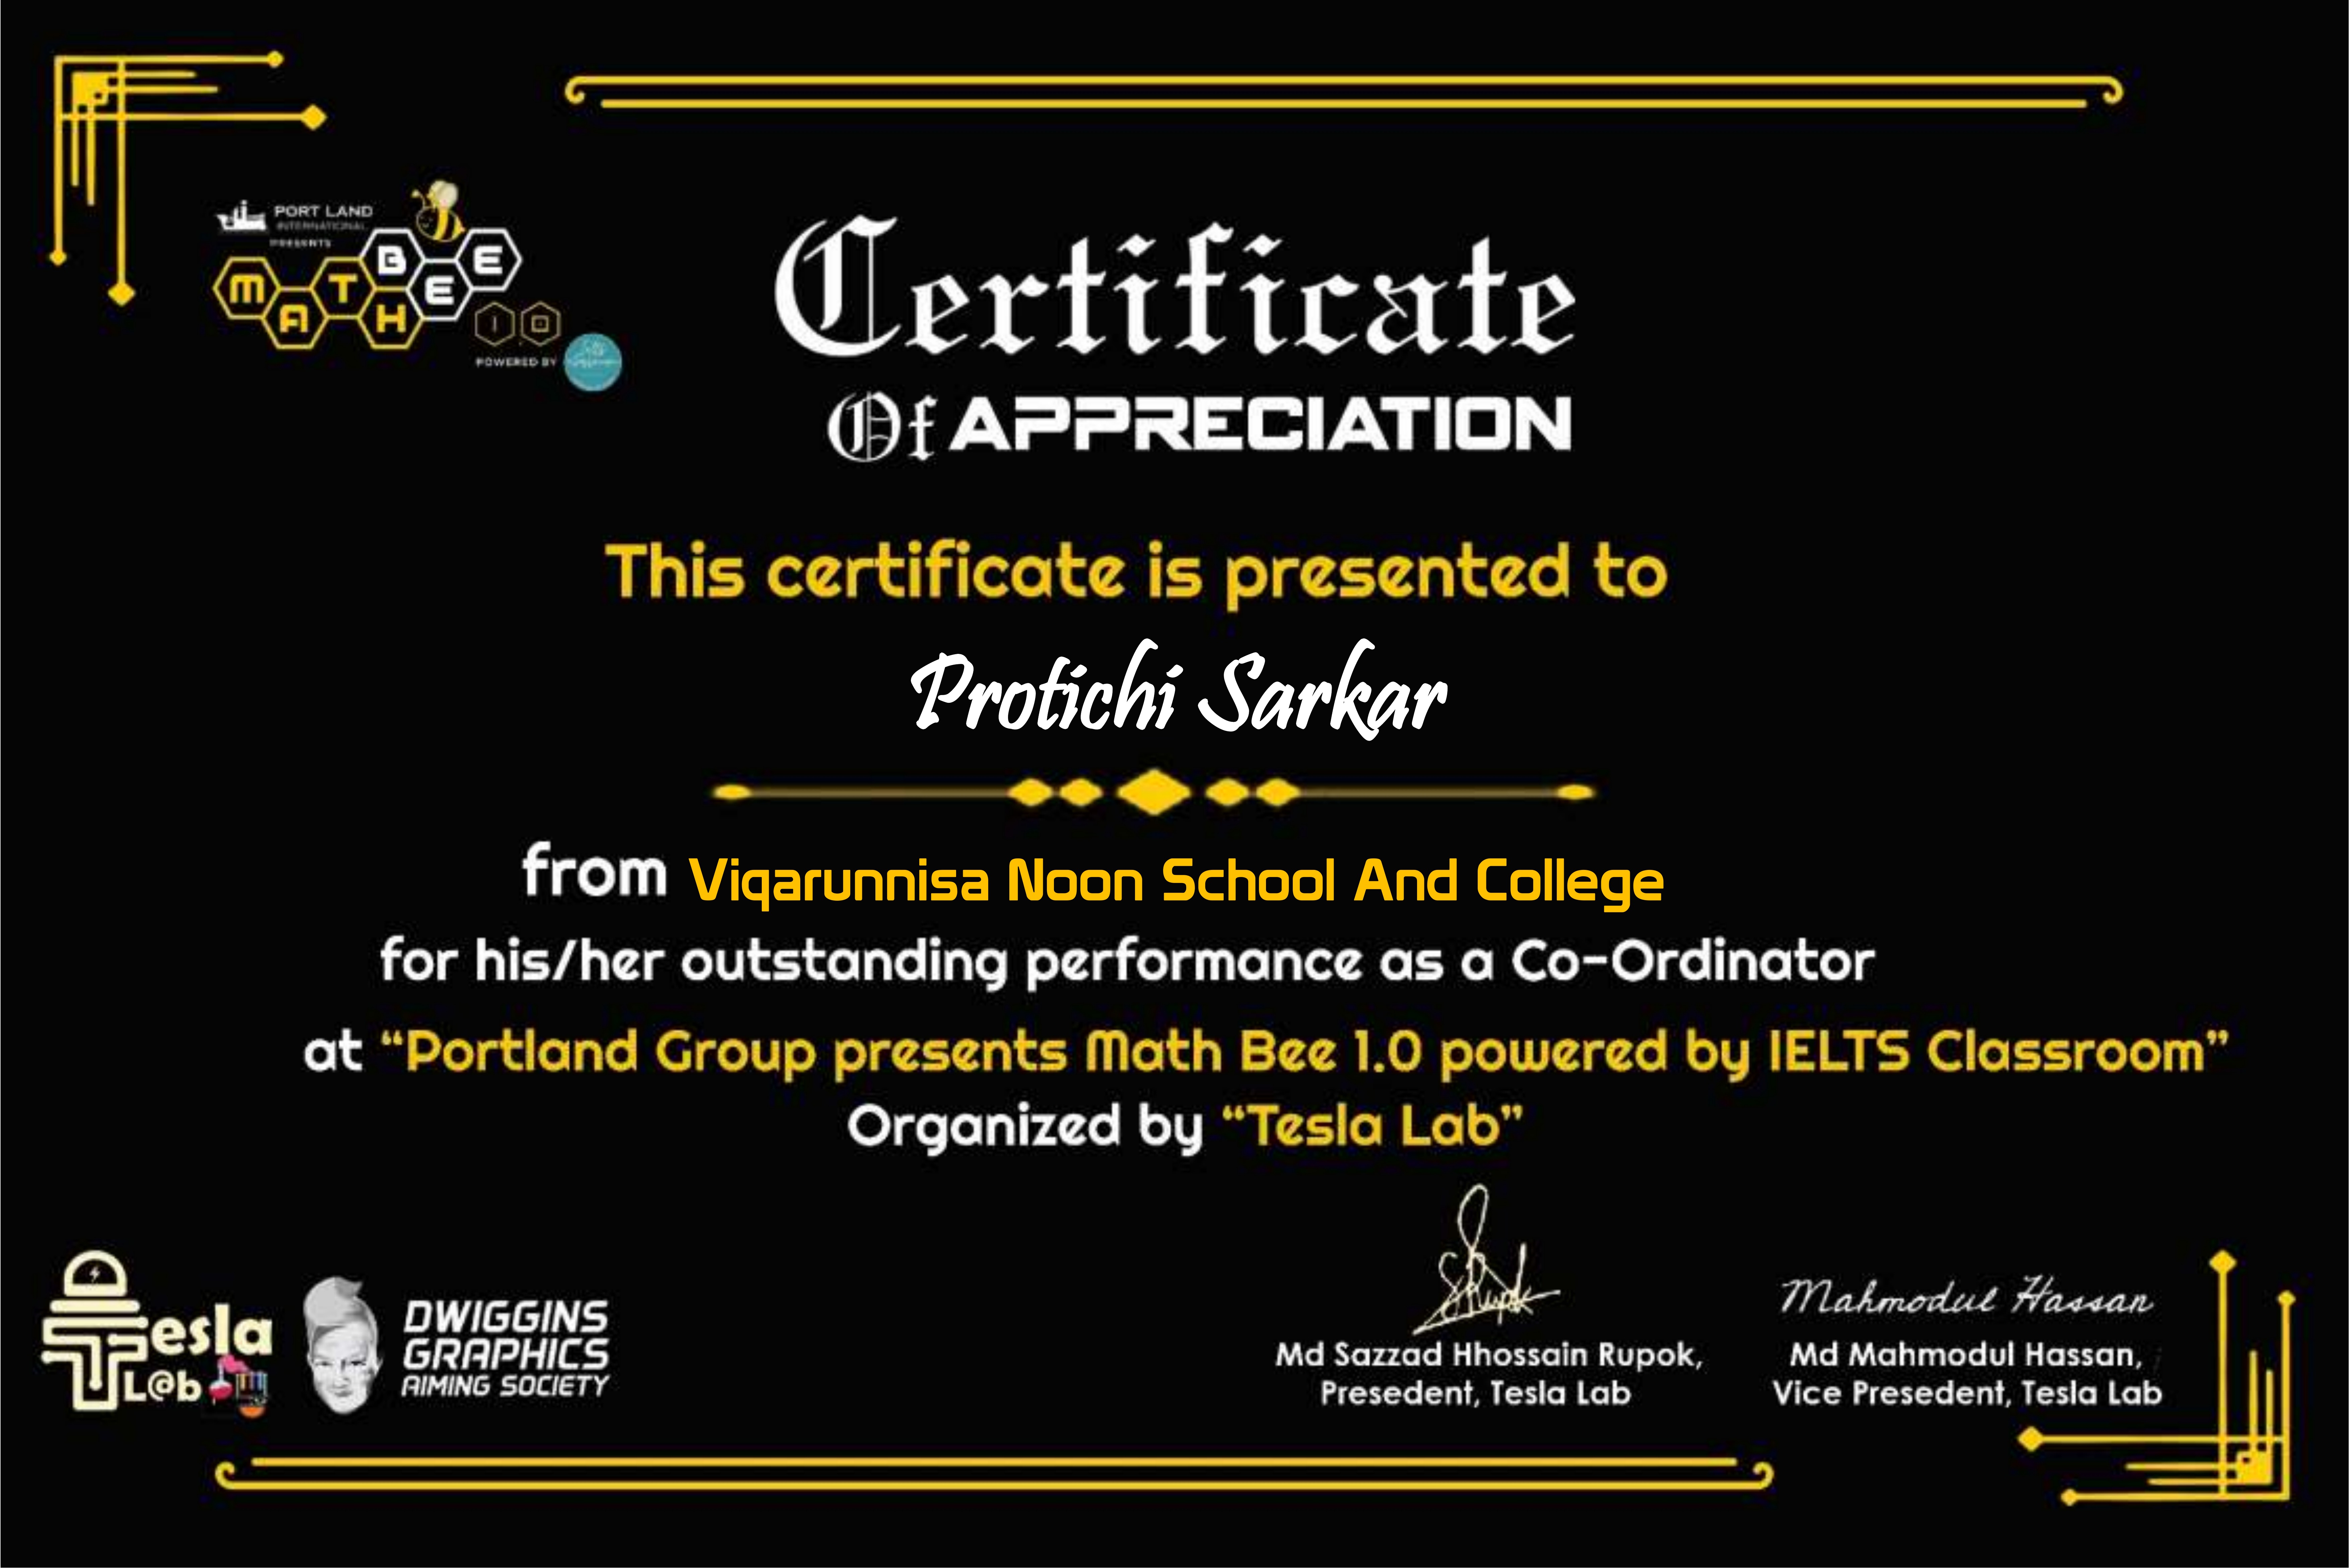 PORT LAND
INTERNATIONAL
PRESENTS
MATH BEE
1.0
POWERED BY
Certificate
Of APPRECIATION
This certificate is presented to
Protichi Sarkar
from Viqarunnisa Noon School And College
for his/her outstanding performance as a Co-Ordinator
at “Portland Group presents Math Bee 1.0 powered by IELTS Classroom”
Organized by “Tesla Lab”
Tesla
L@b
DWIGGINS
GRAPHICS
AIMING SOCIETY
Mahmodul Hassan
Md Sazzad Hhossain Rupok,
Presedent, Tesla Lab
Md Mahmodul Hassan,
Vice Presedent, Tesla Lab